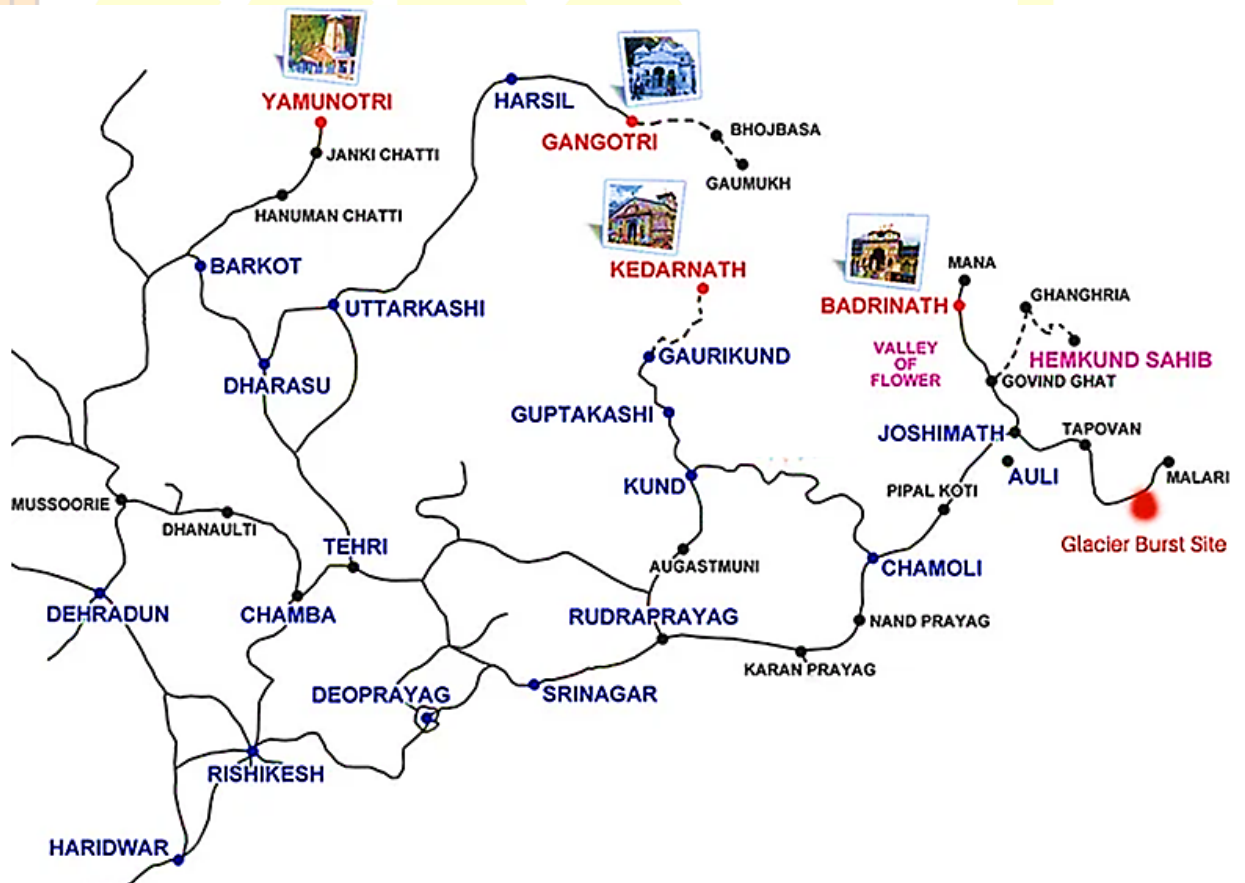 YAMUNOTRI
JANKI CHATTI
HANUMAN CHATTI
HARSIL
GANGOTRI
BHOJBASA
GAUMUKH
BARKOT
UTTARKASHI
DHARASU
KEDARNATH
GAURIKUND
GUPTAKASHI
KUND
AUGASTMUNI
MANA
BADRINATH
GHANGHRIA
VALLEY
OF
FLOWER
HEMKUND SAHIB
GOVIND GHAT
JOSHIMATH
TAPOVAN
AULI
MALARI
PIPAL KOTI
Glacier Burst Site
CHAMOLI
MUSSOORIE
DHANAULTI
TEHRI
DEHRADUN
CHAMBA
RUDRAPRAYAG
NAND PRAYAG
KARAN PRAYAG
DEOPRAYAG
SRINAGAR
RISHIKESH
HARIDWAR